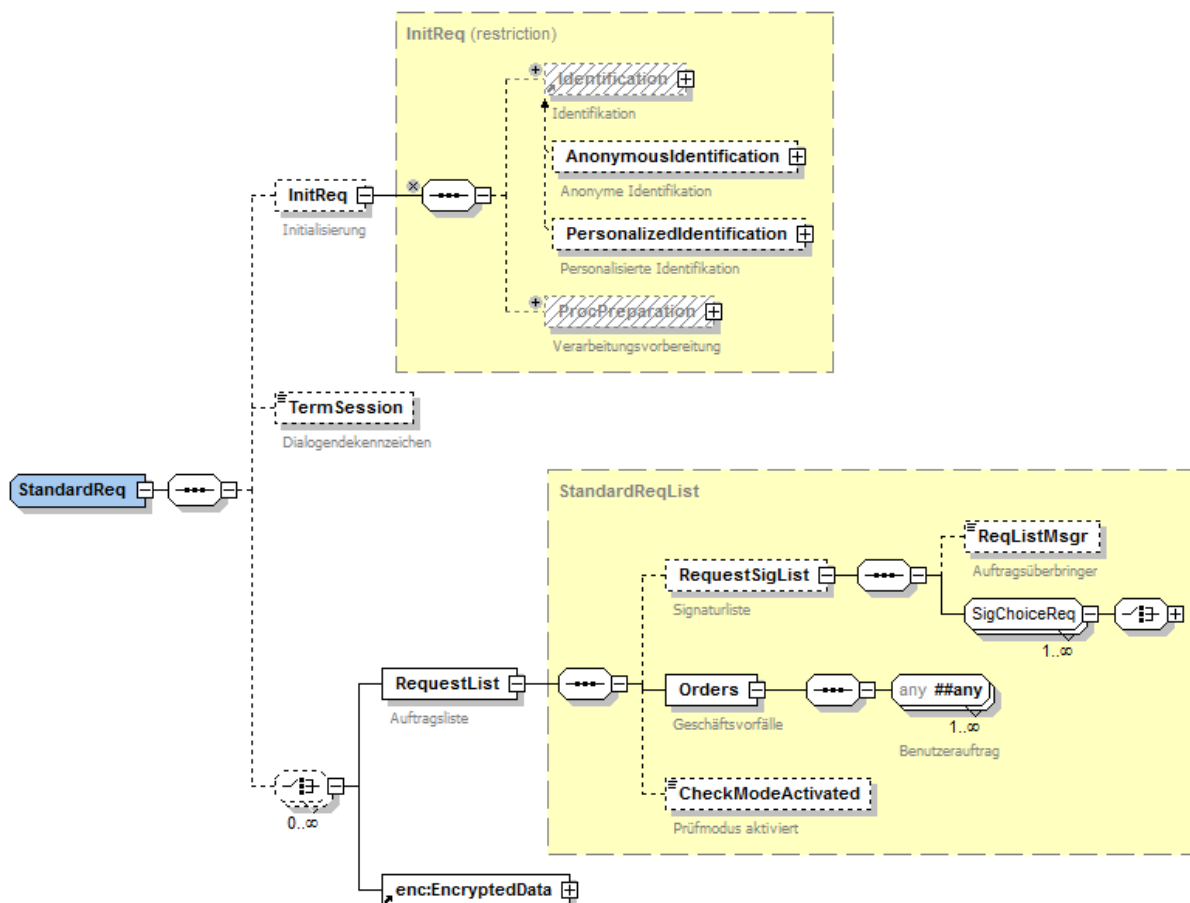 InitReq (restriction)
Identification
Identifikation
AnonymousIdentification
Anonyme Identifikation
InitReq
Initialisierung
PersonalizedIdentification
Personalisierte Identifikation
ProcPreparation
Verarbeitungsvorbereitung
TermSession
Dialogendekennzeichen
StandardReq
StandardReqList
ReqListMsgr
Auftragsüberbringer
RequestSigList
Signaturliste
SigChoiceReq
1..∞
RequestList
Auftragsliste
Orders
Geschäftsvorfälle
any ##any
1..∞
Benutzerauftrag
CheckModeActivated
Prüfmodus aktiviert
0..∞
enc:EncryptedData